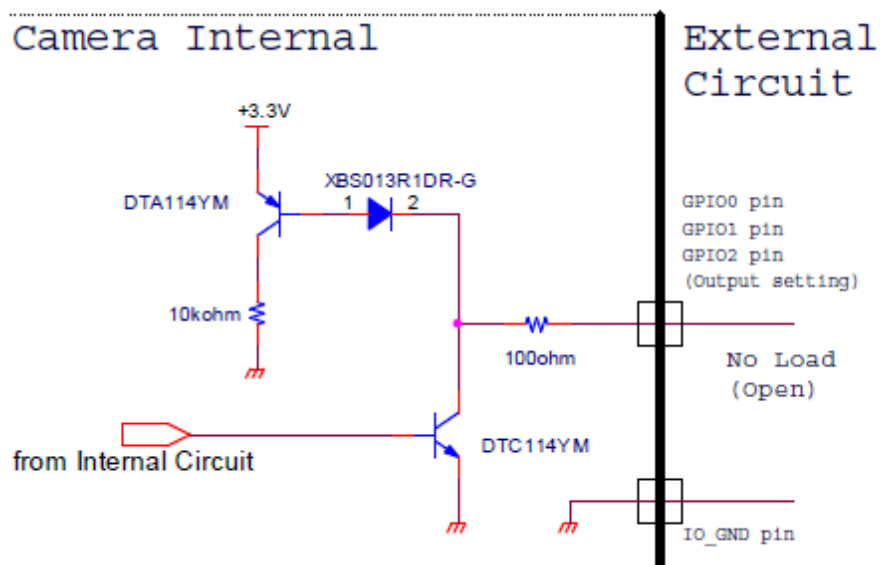 Camera Internal
External
Circuit
+3.3V
XBS013R1DR-G
DTA114YM
1
2
GPIO0 pin
GPIO1 pin
GPIO2 pin
(Output setting)
10kohm
100ohm
No Load
(Open)
from Internal Circuit
DTC114YM
IO_GND pin